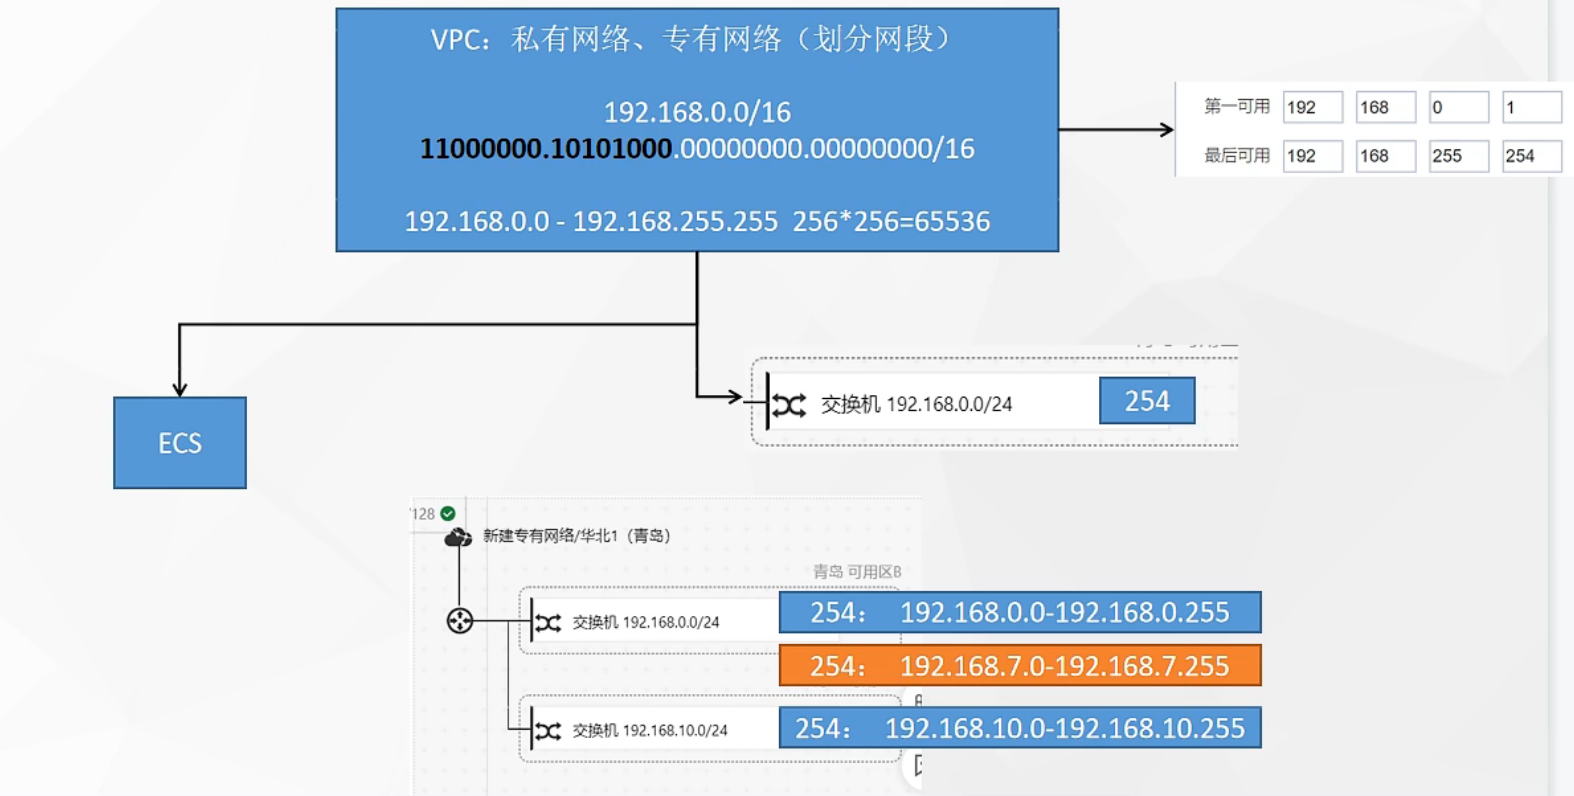 VPC：私有网络、专有网络（划分网段）
192.168.0.0/16
11000000.10101000.00000000.00000000/16
192.168.0.0 - 192.168.255.255  256*256=65536
第一可用 192 168 0 1
最后可用 192 168 255 254
ECS
交换机 192.168.0.0/24 254
128
新建专有网络/华北1（青岛）
青岛 可用区B
交换机 192.168.0.0/24
254： 192.168.0.0-192.168.0.255
254： 192.168.7.0-192.168.7.255
交换机 192.168.10.0/24
254： 192.168.10.0-192.168.10.255